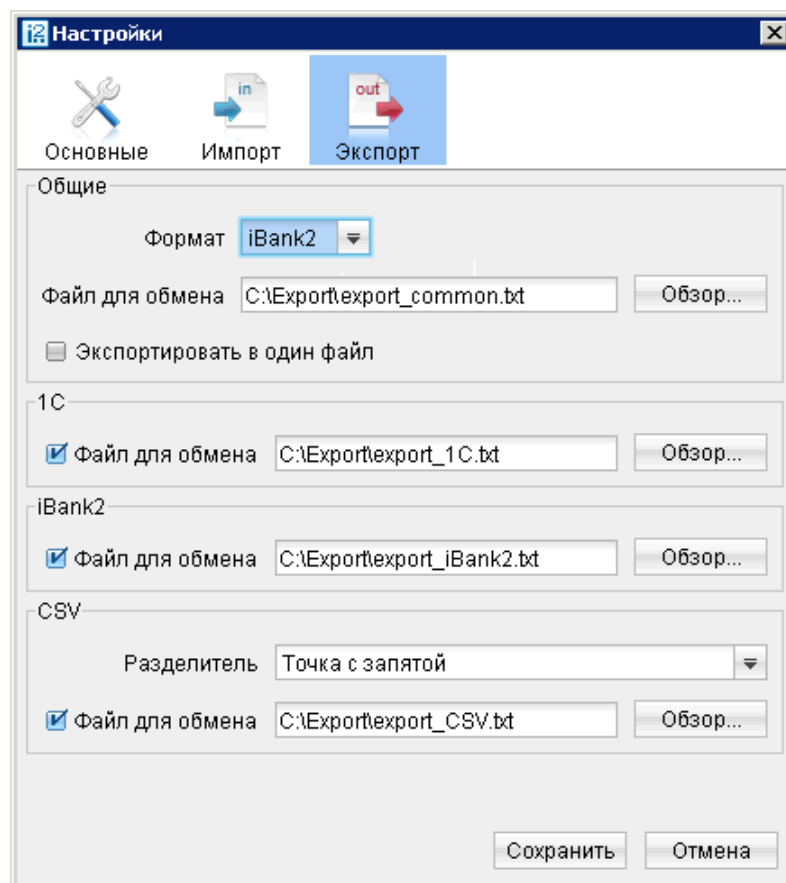 i2 Настройки
in
out
Основные Импорт Экспорт
Общие
Формат iBank2
Файл для обмена C:\Export\export_common.txt Обзор...
Экспортировать в один файл
1C
Файл для обмена C:\Export\export_1C.txt Обзор...
iBank2
Файл для обмена C:\Export\export_iBank2.txt Обзор...
CSV
Разделитель Точка с запятой
Файл для обмена C:\Export\export_CSV.txt Обзор...
Сохранить Отмена